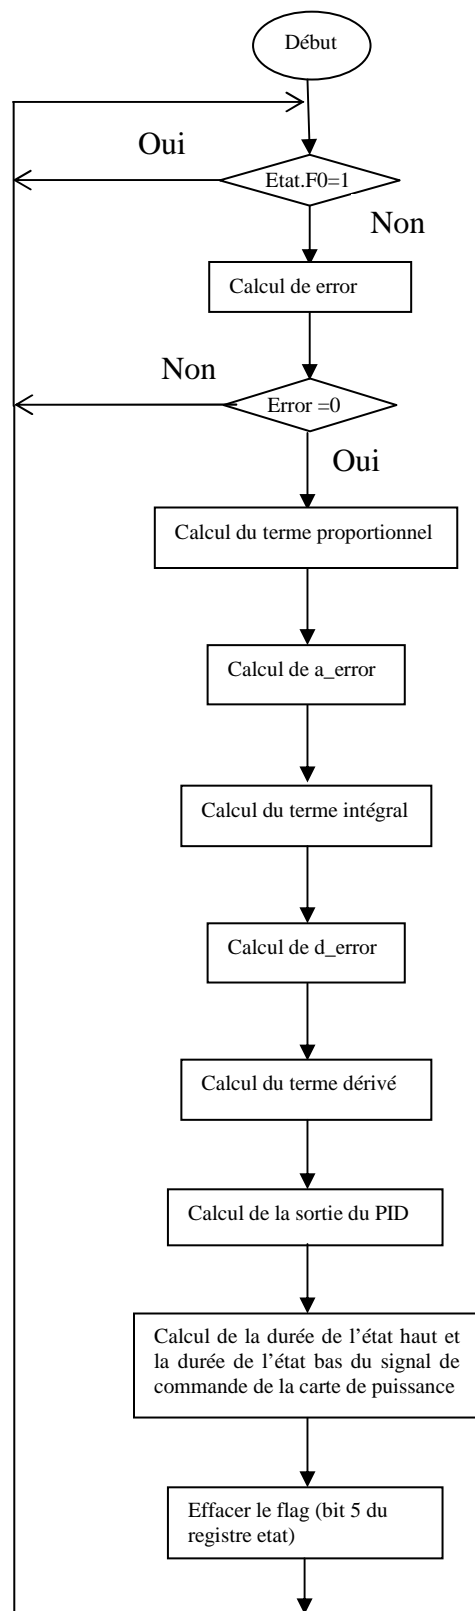 Début
Oui
Etat.F0=1
Non
Calcul de error
Non
Error =0
Oui
Calcul du terme proportionnel
Calcul de a_error
Calcul du terme intégral
Calcul de d_error
Calcul du terme dérivé
Calcul de la sortie du PID
Calcul de la durée de l’état haut et
la durée de l’état bas du signal de
commande de la carte de puissance
Effacer le flag (bit 5 du
registre etat)